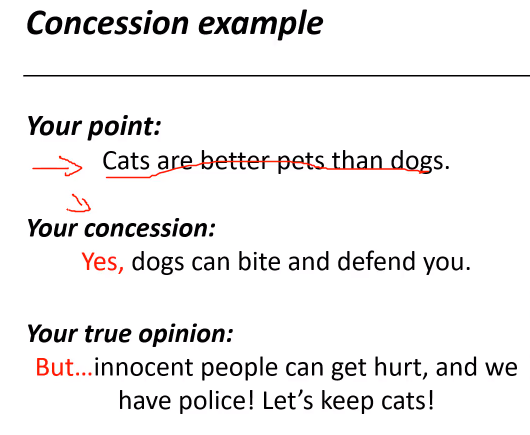 Concession example
Your point:
Cats are better pets than dogs.
Your concession:
Yes, dogs can bite and defend you.
Your true opinion:
But...innocent people can get hurt, and we
have police! Let's keep cats!